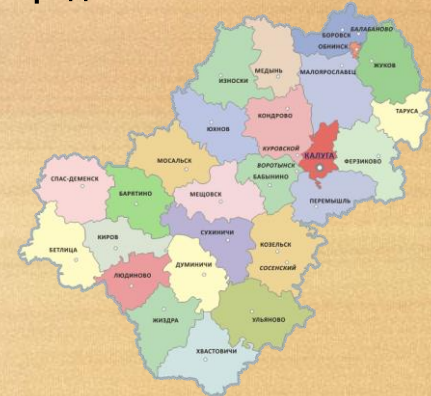 БАЛАБАНОВО
БОРОВСК
ОБНИНСК
МЕДЫНЬ
МАЛОЯРОСЛАВЕЦ
ЖУКОВ
ИЗНОСКИ
ТАРУСА
КОНДРОВО
ЮХНОВ
КУРОВСКОЙ
КАЛУГА
ФЕРЗИКОВО
МОСАЛЬСК
ВОРОТЫНСК
БАБЫНИНО
СПАС-ДЕМЕНСК
БАРЯТИНО
МЕЩОВСК
ПЕРЕМЫШЛЬ
СУХИНИЧИ
КИРОВ
БЕТЛИЦА
КОЗЕЛЬСК
ДУМИНИЧИ
СОСЕНСКИЙ
ЛЮДИНОВО
ЖИЗДРА
УЛЬЯНОВО
ХВАСТОВИЧИ